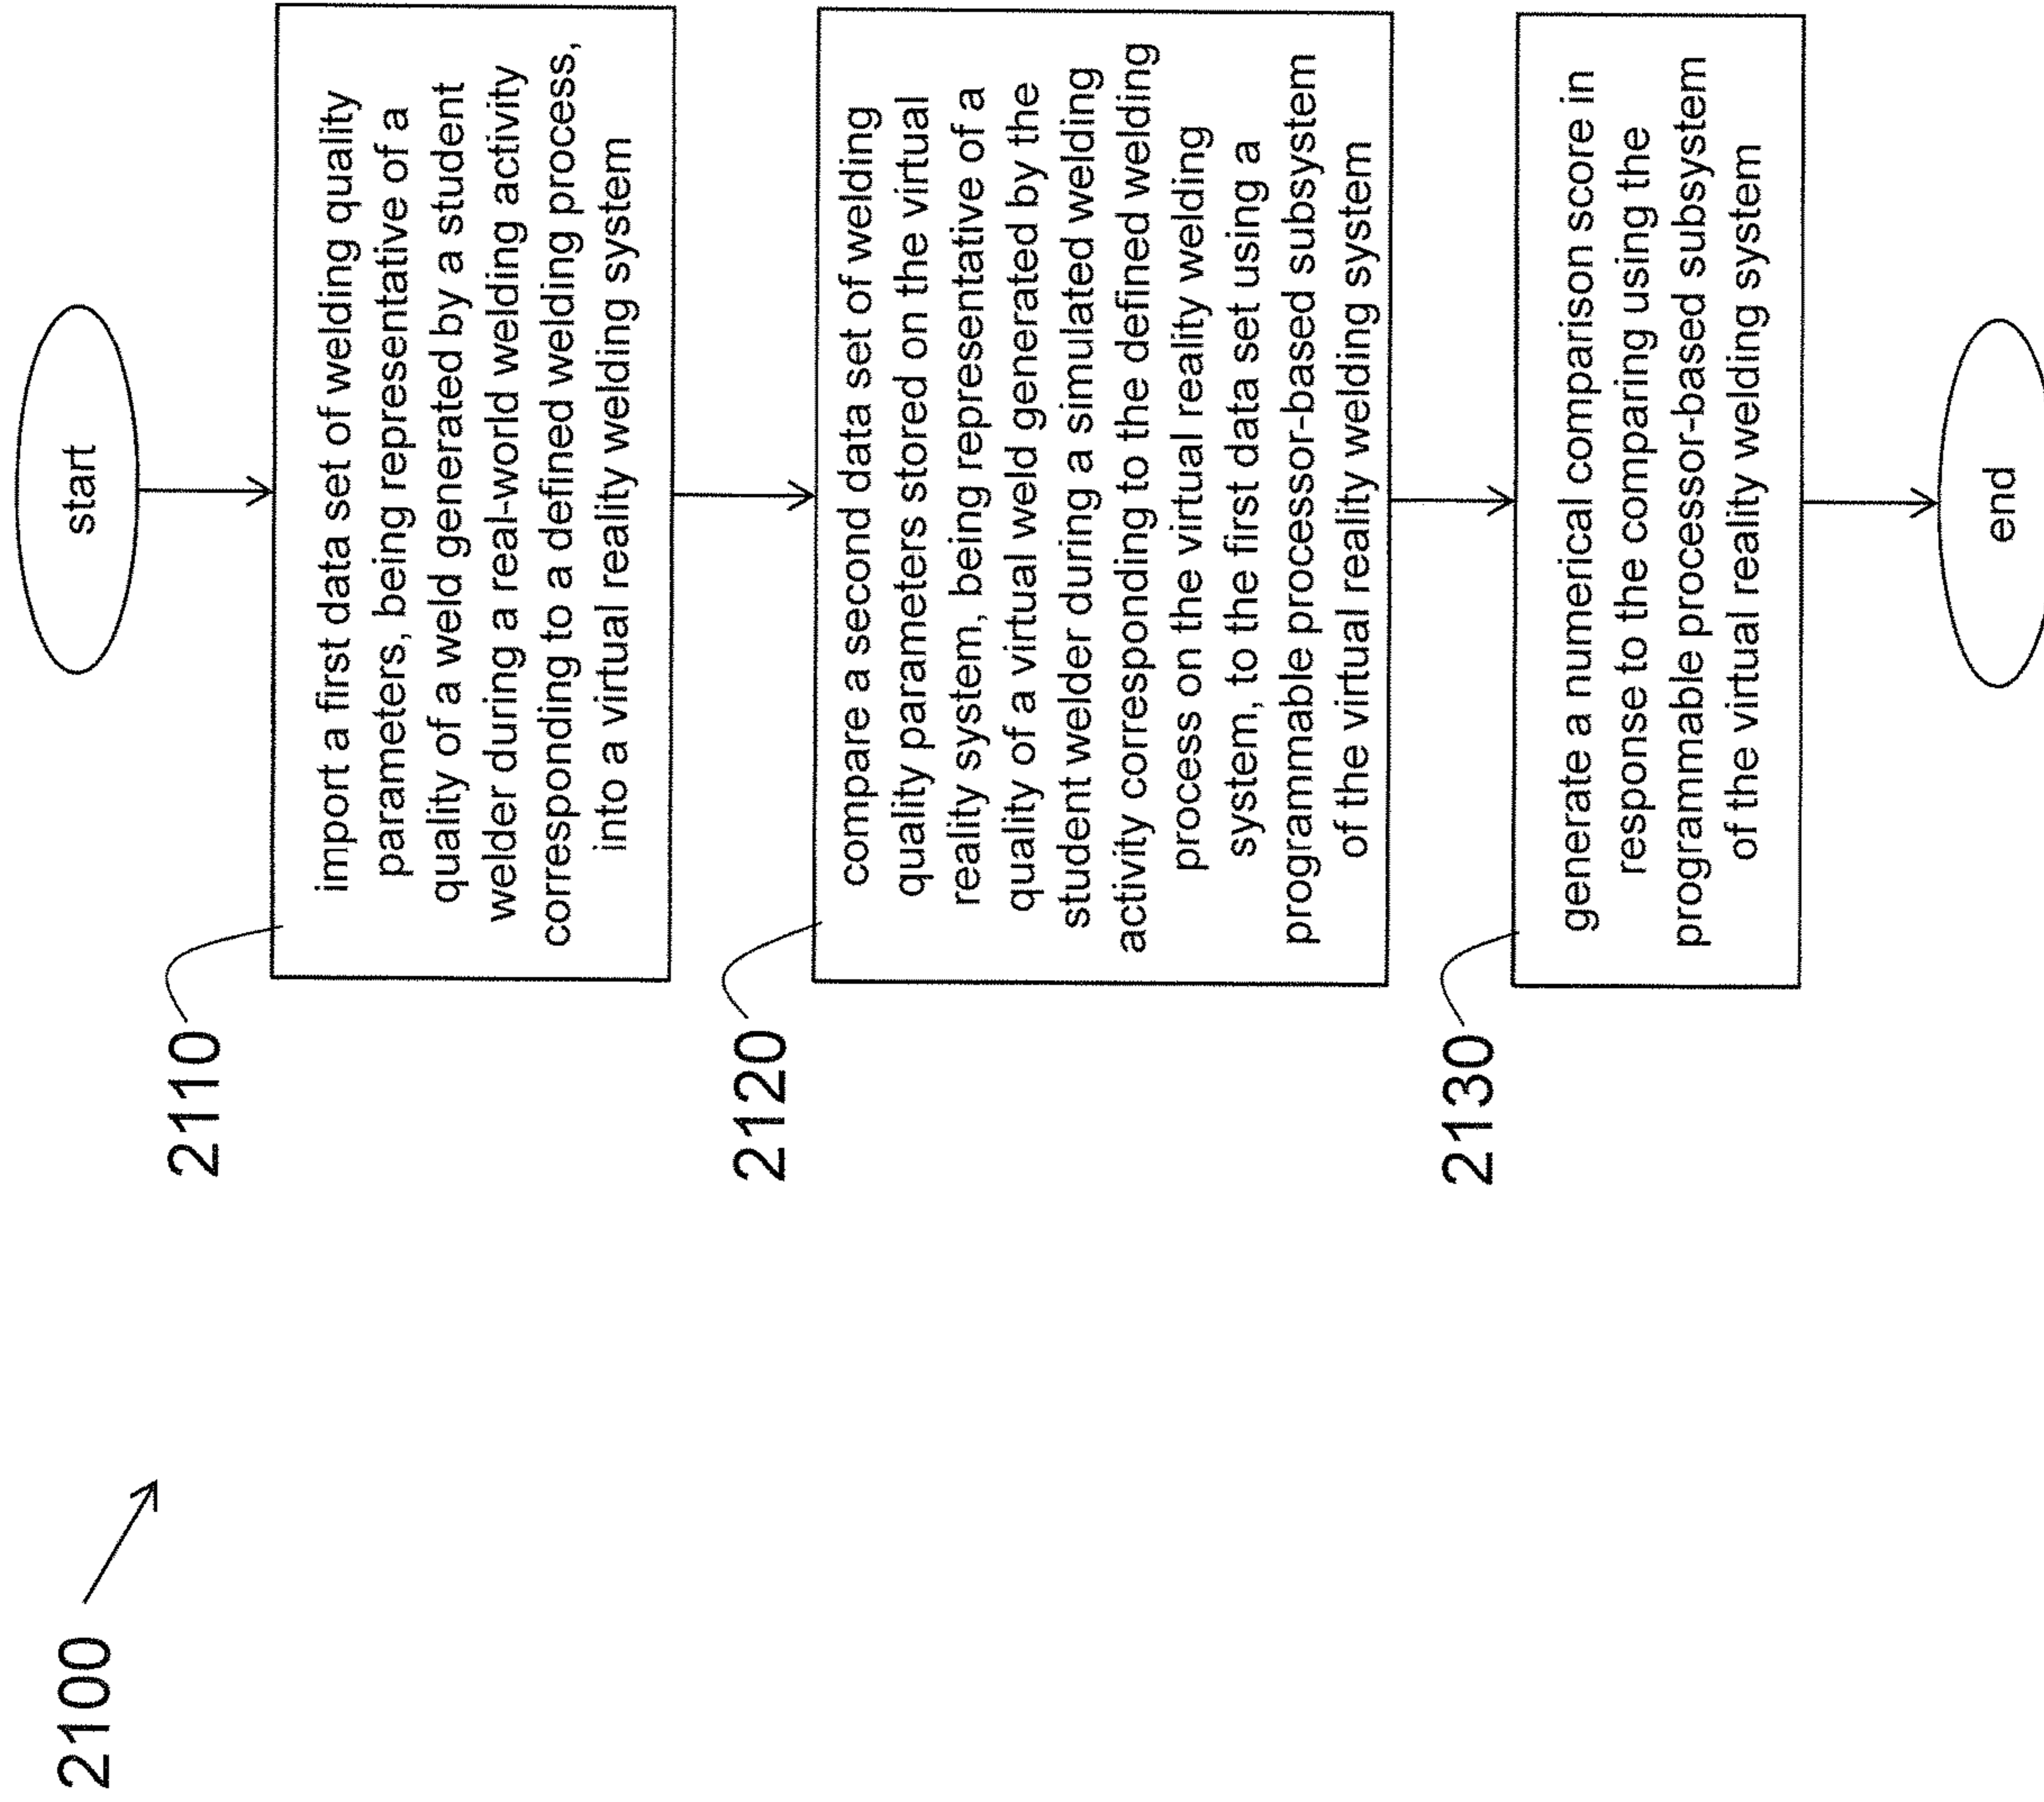 2100
start
2110
import a first data set of welding quality
parameters, being representative of a
quality of a weld generated by a student
welder during a real-world welding activity
corresponding to a defined welding process,
into a virtual reality welding system
2120
compare a second data set of welding
quality parameters stored on the virtual
reality system, being representative of a
quality of a virtual weld generated by the
student welder during a simulated welding
activity corresponding to the defined welding
process on the virtual reality welding
system, to the first data set using a
programmable processor-based subsystem
of the virtual reality welding system
2130
generate a numerical comparison score in
response to the comparing using the
programmable processor-based subsystem
of the virtual reality welding system
end